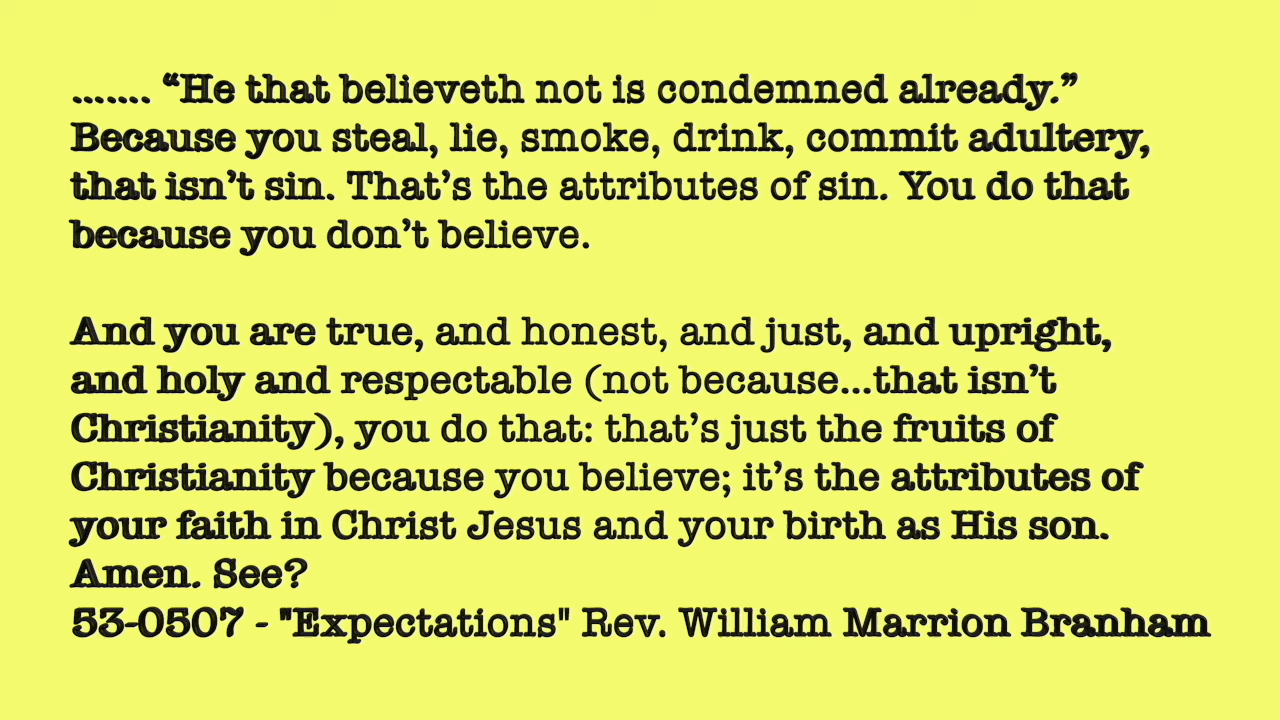 ....... “He that believeth not is condemned already.”
Because you steal, lie, smoke, drink, commit adultery,
that isn’t sin. That’s the attributes of sin. You do that
because you don’t believe.
And you are true, and honest, and just, and upright,
and holy and respectable (not because...that isn’t
Christianity), you do that: that’s just the fruits of
Christianity because you believe; it’s the attributes of
your faith in Christ Jesus and your birth as His son.
Amen. See?
53-0507 - "Expectations" Rev. William Marrion Branham